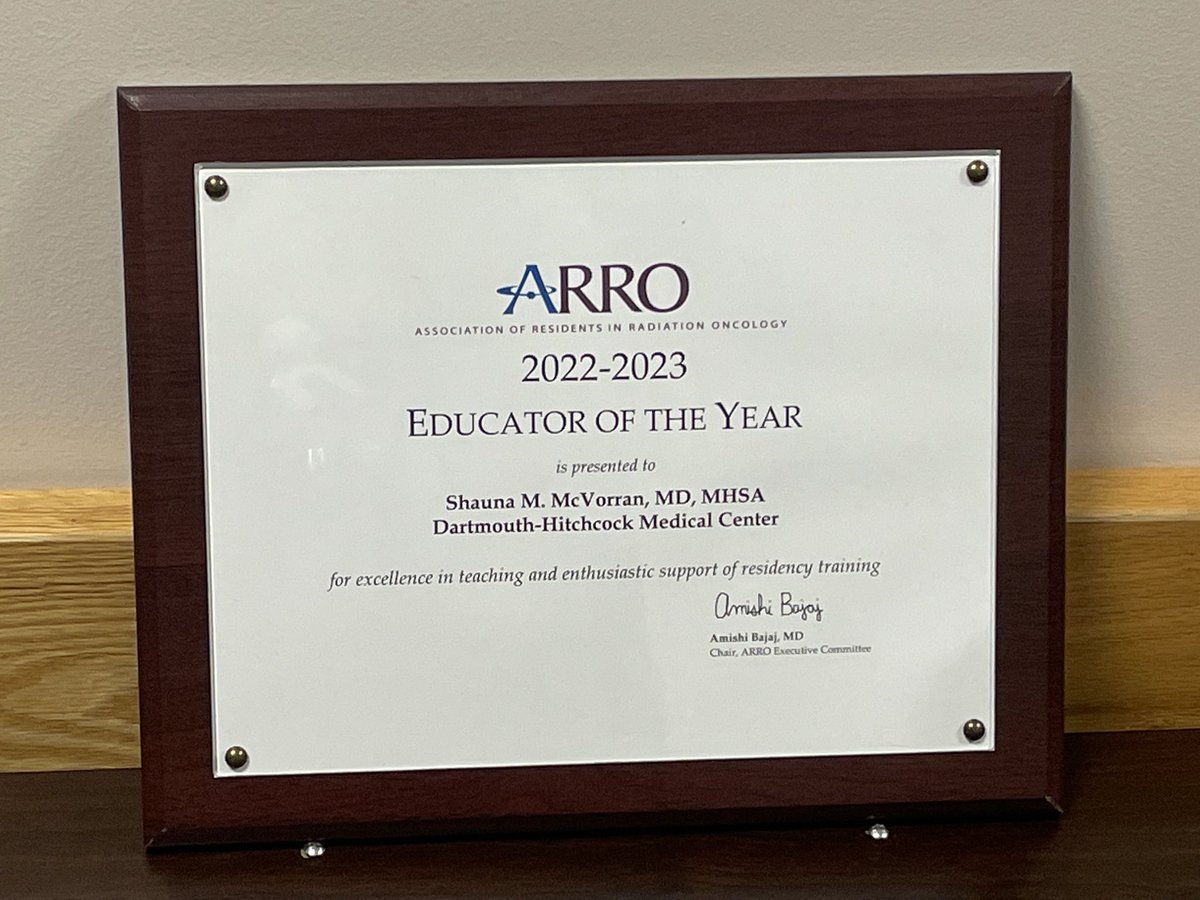 ARRO
ASSOCIATION OF RESIDENTS IN RADIATION ONCOLOGY
2022-2023
EDUCATOR OF THE YEAR
is presented to
Shauna M. McVorran, MD, MHSA
Dartmouth-Hitchcock Medical Center
for excellence in teaching and enthusiastic support of residency training
Amishi Bajaj
Amishi Bajaj, MD
Chair, ARRO Executive Committee